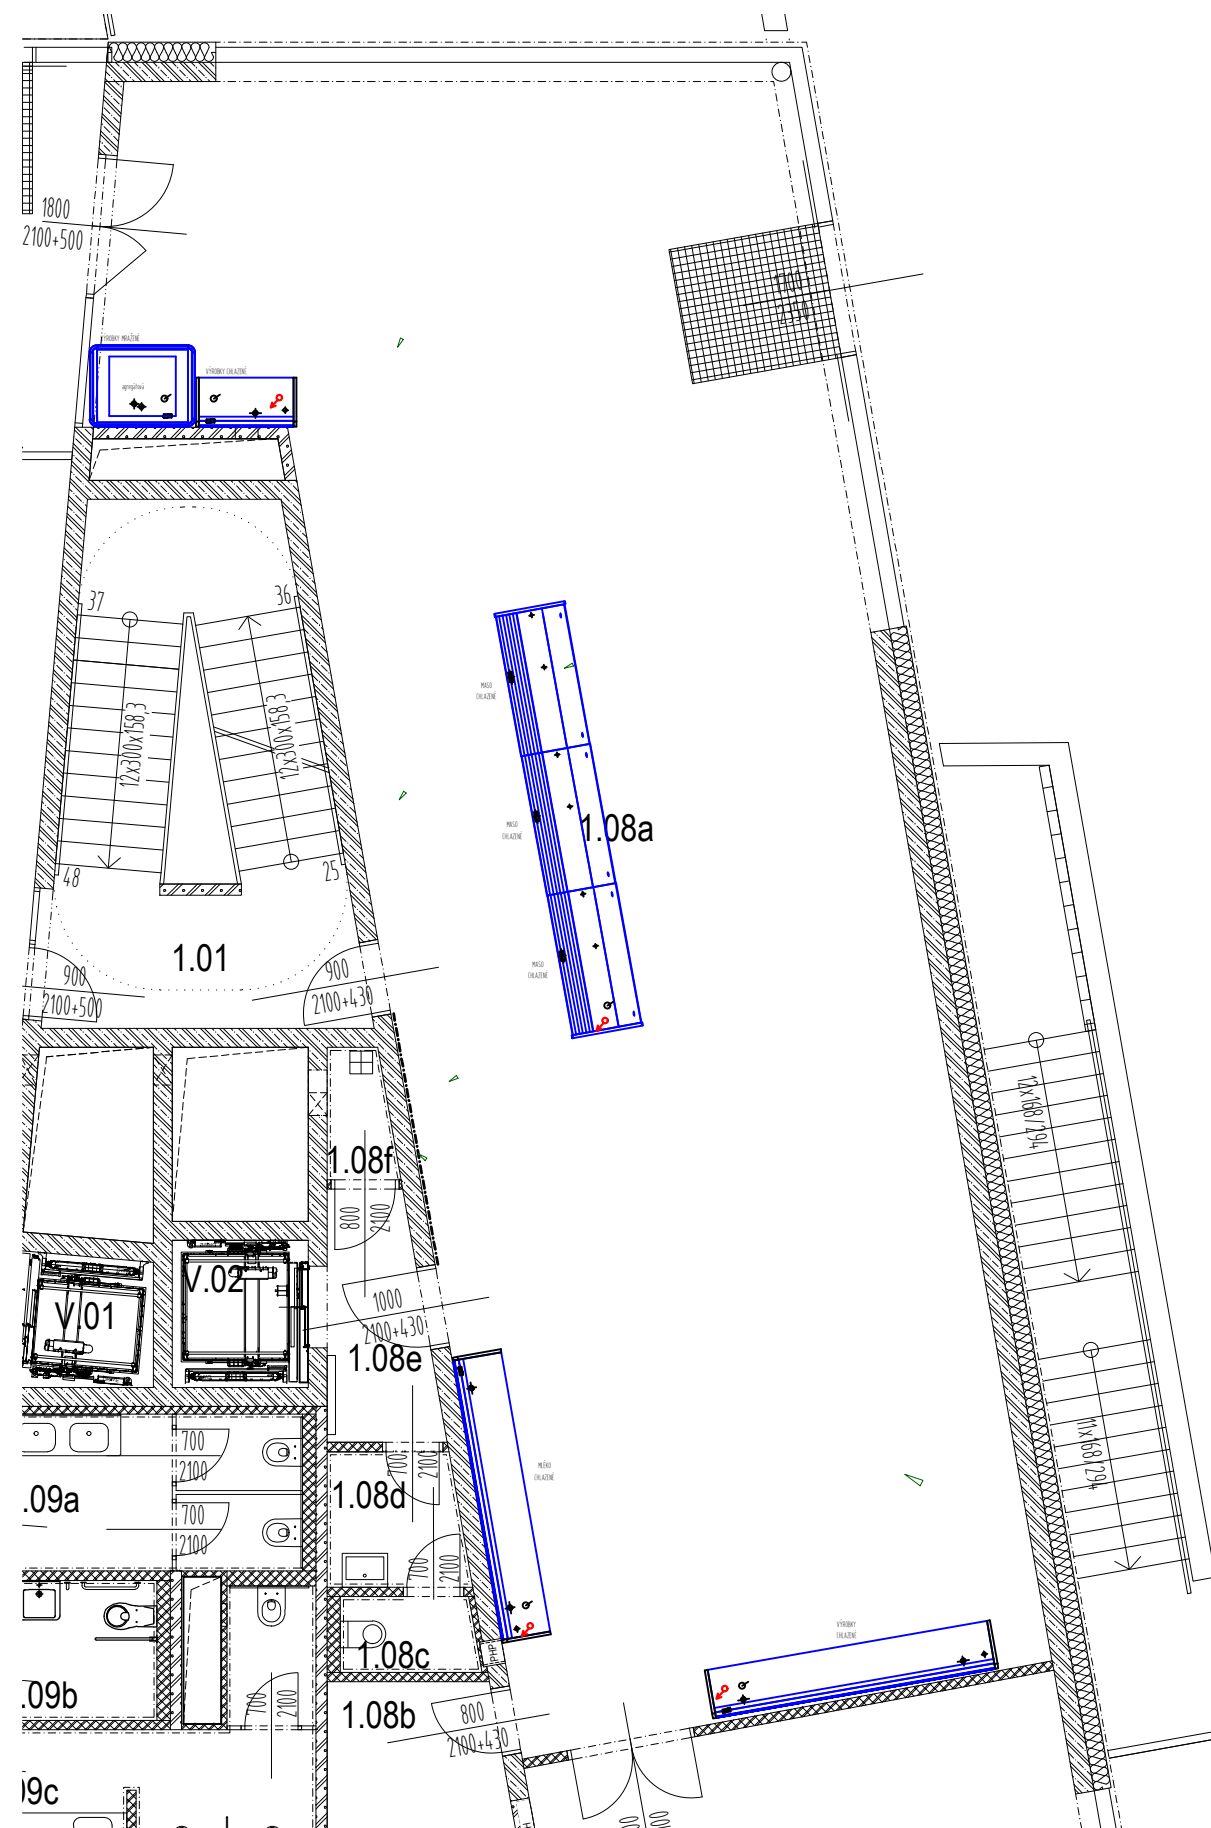 1800
2100+500
1700
VÝROBKY MRAŽENÉ
VÝROBKY CHLAZENÉ
agregátová
37
36
12x300x158,3
12x300x158,3
MASO
CHLAZENÉ
MASO
CHLAZENÉ
1.08a
48
25
1.01
900
2100+500
900
2100+430
MASO
CHLAZENÉ
12x168/294
1.08f
800
2100
V.02
V.01
1000
2100+430
1.08e
11x168/294
700
2100
700
2100
MLÉKO
CHLAZENÉ
.09a
1.08d
700
2100
700
2100
VÝROBKY
CHLAZENÉ
PHP
1.08c
.09b
700
2100
1.08b
800
2100+430
09c